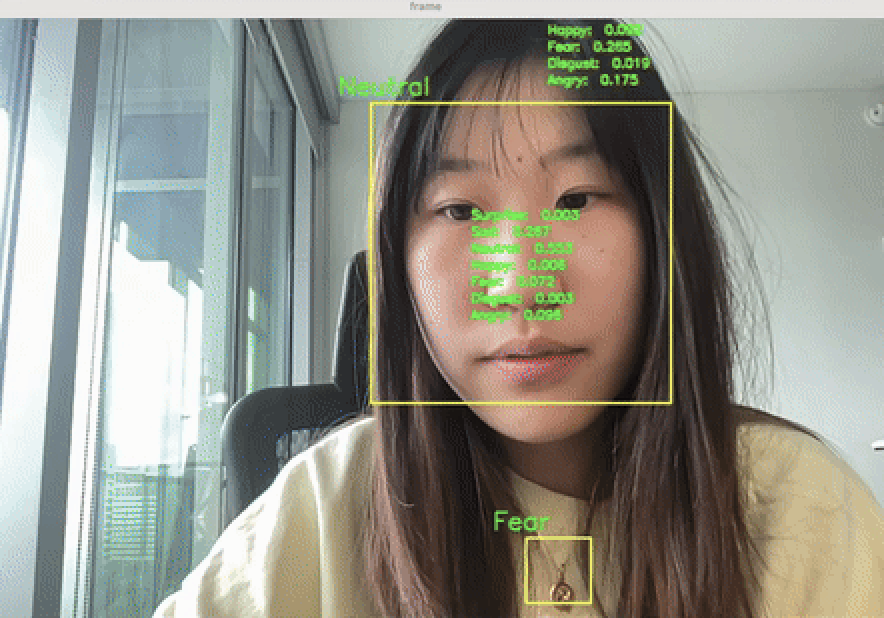 frame
Happy: 0.002
Fear: 0.265
Disgust: 0.019
Angry: 0.175
Neutral
Surprise: 0.003
Sad: 0.267
Neutral: 0.553
Happy: 0.006
Fear: 0.072
Disgust: 0.003
Angry: 0.096
Fear